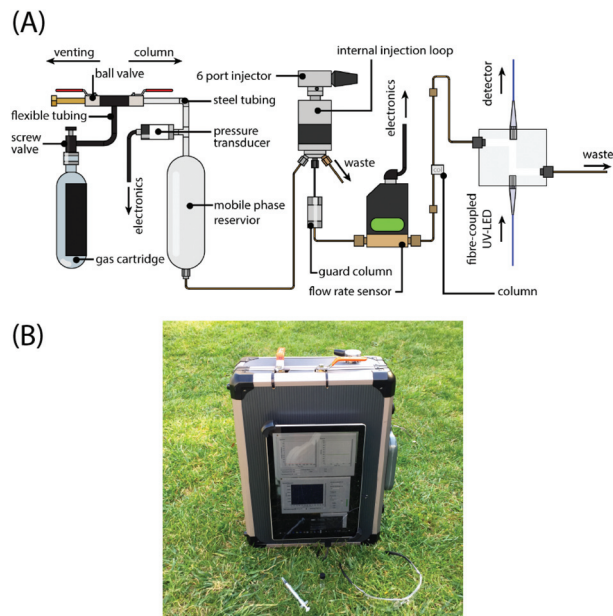 (A)
venting
column
ball valve
flexible tubing
screw
valve
steel tubing
pressure
transducer
electronics
mobile phase
reservior
gas cartridge
6 port injector
internal injection loop
waste
electronics
guard column
flow rate sensor
column
detector
waste
fibre-coupled
UV-LED
(B)